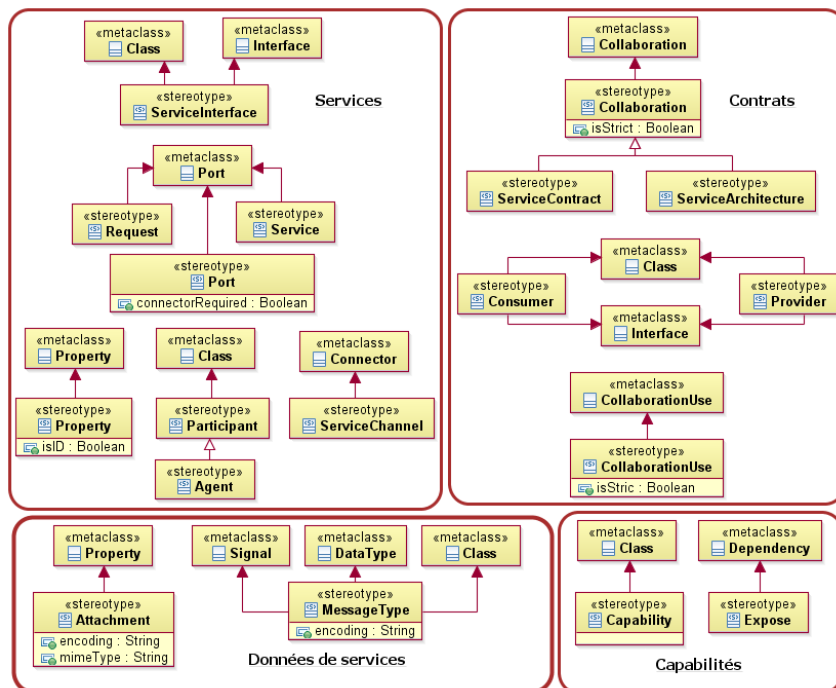 «metaclass»
Class
«metaclass»
Interface
«stereotype»
ServiceInterface
Services
«metaclass»
Port
«stereotype»
Request
«stereotype»
Service
«stereotype»
Port
connectorRequired : Boolean
«metaclass»
Property
«metaclass»
Class
«metaclass»
Connector
«stereotype»
Property
isID : Boolean
«stereotype»
Participant
«stereotype»
ServiceChannel
«stereotype»
Agent
«metaclass»
Collaboration
«stereotype»
Collaboration
isStrict : Boolean
Contrats
«stereotype»
ServiceContract
«stereotype»
ServiceArchitecture
«metaclass»
Class
«stereotype»
Consumer
«stereotype»
Provider
«metaclass»
Interface
«metaclass»
CollaborationUse
«stereotype»
CollaborationUse
isStric : Boolean
«metaclass»
Property
«metaclass»
Signal
«metaclass»
DataType
«metaclass»
Class
«stereotype»
Attachment
encoding : String
mimeType : String
«stereotype»
MessageType
encoding : String
Données de services
«metaclass»
Class
«metaclass»
Dependency
«stereotype»
Capability
«stereotype»
Expose
Capabilités